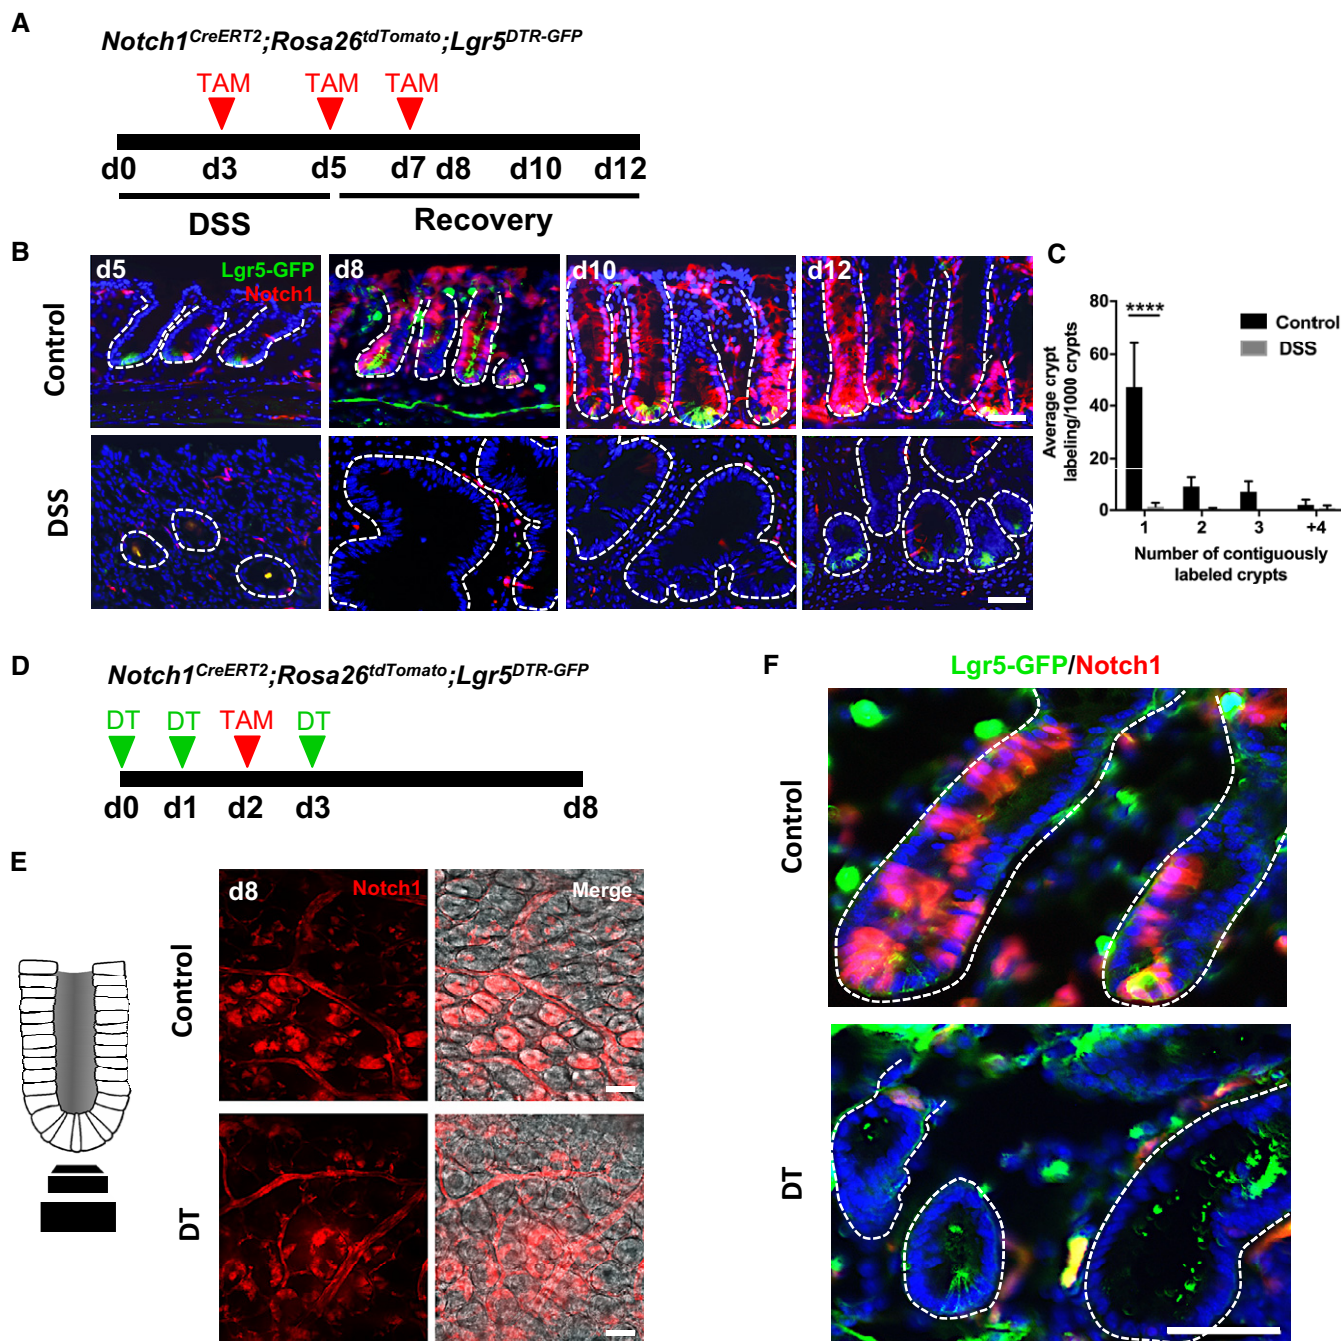 A
Notch1CreERT2;Rosa26tdTomato;Lgr5DTR-GFP
TAM TAM TAM
d0 d3 d5 d7 d8 d10 d12
DSS Recovery
B
d5 Lgr5-GFP
Notch1
d8
d10
d12
Control
DSS
C
80
60
40
20
0
****
Control
DSS
Average crypt
labeling/1000 crypts
1 2 3 +4
Number of contiguously
labeled crypts
D
Notch1CreERT2;Rosa26tdTomato;Lgr5DTR-GFP
DT DT TAM DT
d0 d1 d2 d3 d8
E
d8 Notch1
Merge
Control
DT
F
Lgr5-GFP/Notch1
Control
DT